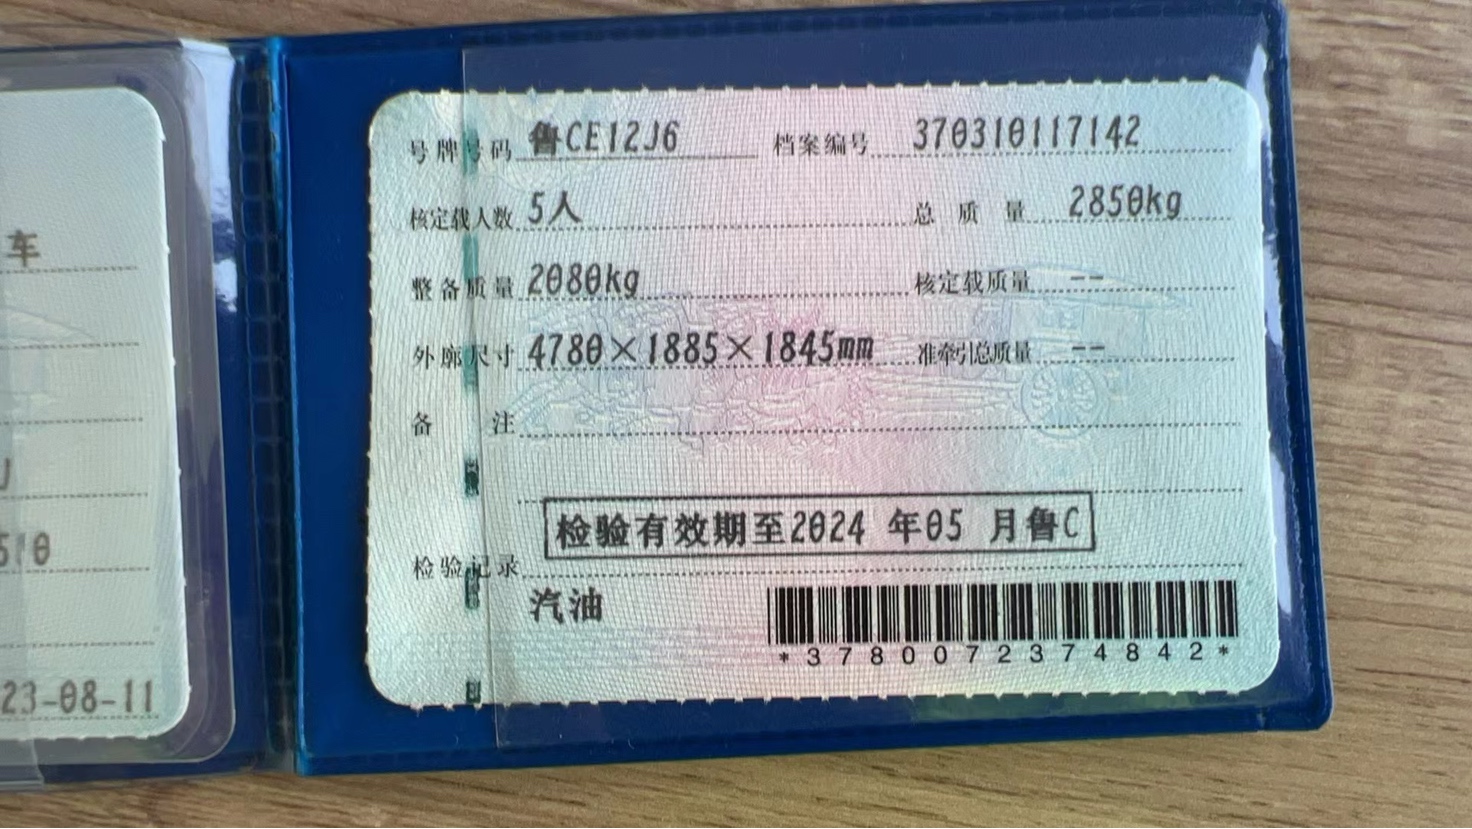 车
J
510
23-08-11
号牌号码 鲁CE12J6 档案编号 370310117142
核定载人数 5人 总质量 2850kg
整备质量 2080kg 核定载质量 --
外廓尺寸 4780×1885×1845mm 准牵引总质量 --
备注
检验有效期至2024 年05 月鲁C
检验记录
汽油
*3780072374842*